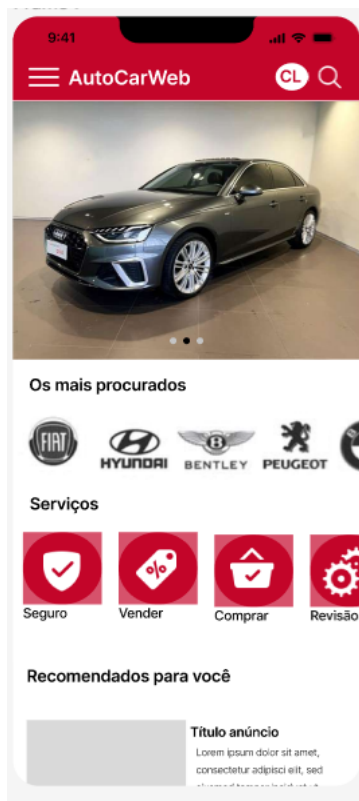 9:41
AutoCarWeb
CL
Os mais procurados
FIAT
HYUNDAI
BENTLEY
PEUGEOT
Serviços
Seguro
Vender
Comprar
Revisão
Recomendados para você
Título anúncio
Lorem ipsum dolor sit amet,
consectetur adipisci elit, sed